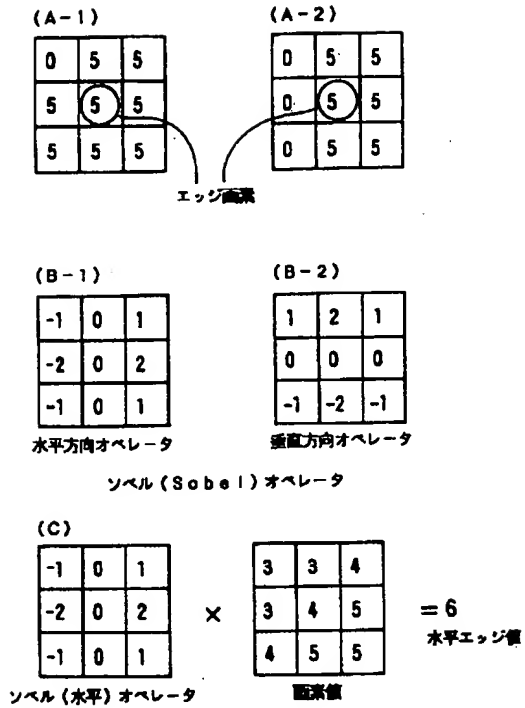 (A-1) (A-2)
0 5 5 0 5 5
5 5 5 0 5 5
5 5 5 0 5 5
エッジ画素
(B-1) (B-2)
-1 0 1 1 2 1
-2 0 2 0 0 0
-1 0 1 -1 -2 -1
水平方向オペレータ 垂直方向オペレータ
ソベル(Sobel)オペレータ
(C)
-1 0 1 3 3 4
-2 0 2 × 3 4 5 =6
-1 0 1 4 5 5 水平エッジ値
ソベル(水平)オペレータ 画素値